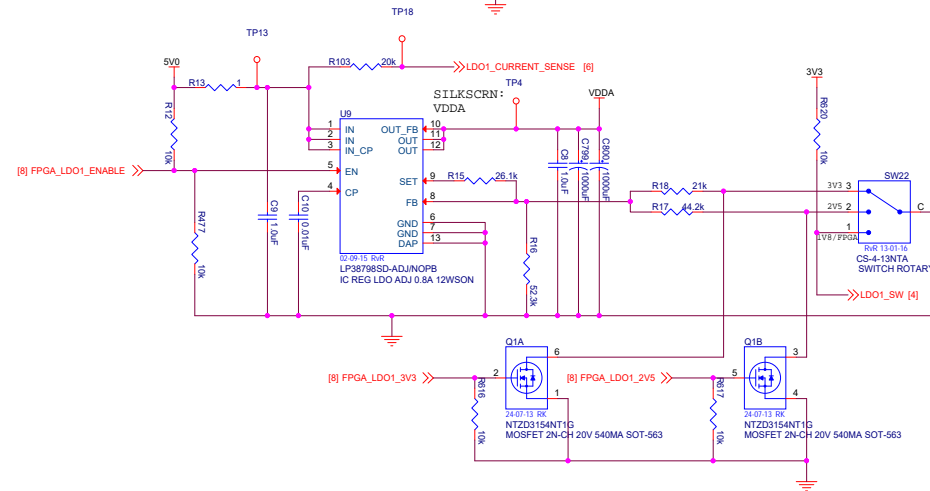 TP18
TP13
R103
20k
LDO1_CURRENT_SENSE [6]
5V0
R13
1
TP4
SILKSCRN:
VDDA
VDDA
3V3
R12
10k
U9
1
IN
2
IN
3
IN_CP
5
EN
4
CP
OUT_FB
10
OUT
11
OUT
12
SET
9
FB
8
GND
6
GND
7
DAP
13
[8] FPGA_LDO1_ENABLE
R15
26.1k
C8
1.0uF
C799
1000uF
C800
1000uF
R620
10k
R18
21k
R17
44.2k
SW22
3V3
3
2V5
2
1
1V8/FPGA
C
RvR 13-01-16
CS-4-13NTA
SWITCH ROTARY
R477
10k
C9
1.0uF
C10
0.01uF
R16
52.3k
02-09-15 RvR
LP38798SD-ADJ/NOPB
IC REG LDO ADJ 0.8A 12WSON
LDO1_SW [4]
Q1A
6
2
1
[8] FPGA_LDO1_3V3
R616
10k
24-07-13 RK
NTZD3154NT1G
MOSFET 2N-CH 20V 540MA SOT-563
Q1B
3
5
4
[8] FPGA_LDO1_2V5
R617
10k
24-07-13 RK
NTZD3154NT1G
MOSFET 2N-CH 20V 540MA SOT-563